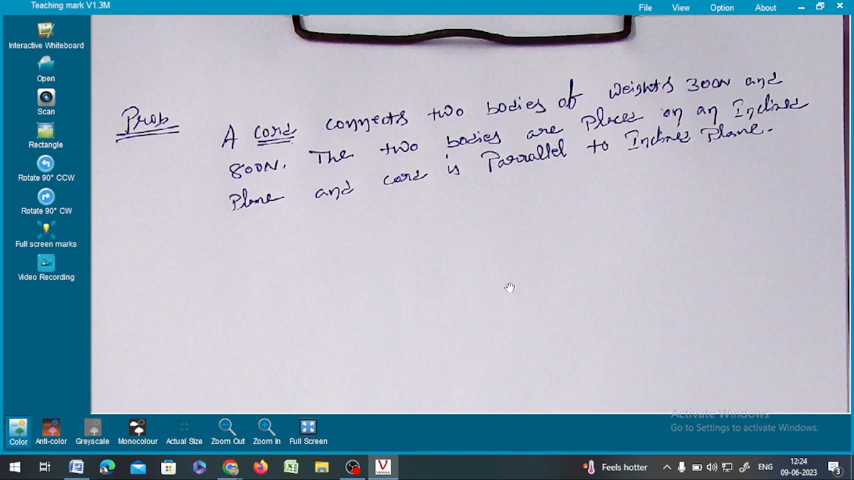 Teaching mark V1.3M
File View Option About
Interactive Whiteboard
Open
Scan
Rectangle
Rotate 90° CCW
Rotate 90° CW
Full screen marks
Video Recording
Prob A cord connects two bodies of weights 300N and
800N. The two bodies are placed on an Inclined
Plane and cord is Parrallel to Inclined Plane.
Activate Windows
Go to Settings to activate Windows.
Color Anti-color Greyscale Monocolour Actual Size Zoom Out Zoom In Full Screen
Feels hotter ENG 12:24
09-06-2023 3